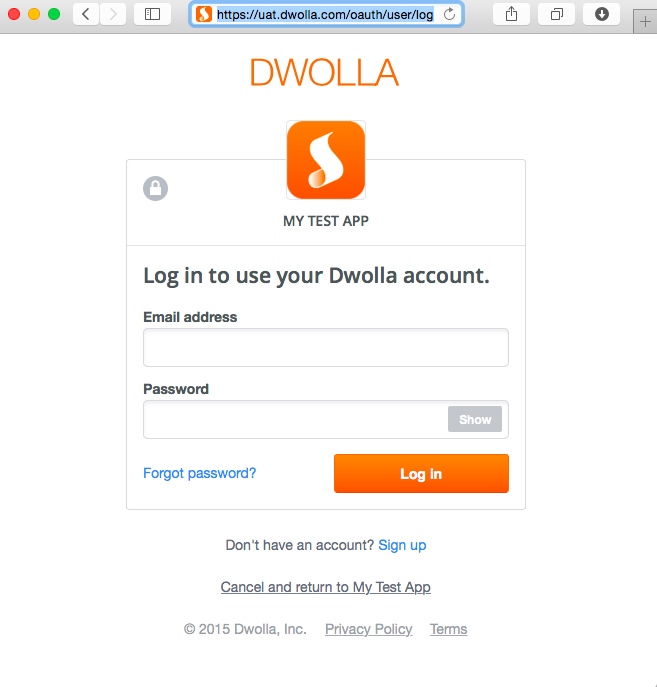 https://uat.dwolla.com/oauth/user/log
DWOLLA
MY TEST APP
Log in to use your Dwolla account.
Email address
Password
Show
Forgot password? Log in
Don't have an account? Sign up
Cancel and return to My Test App
© 2015 Dwolla, Inc. Privacy Policy Terms